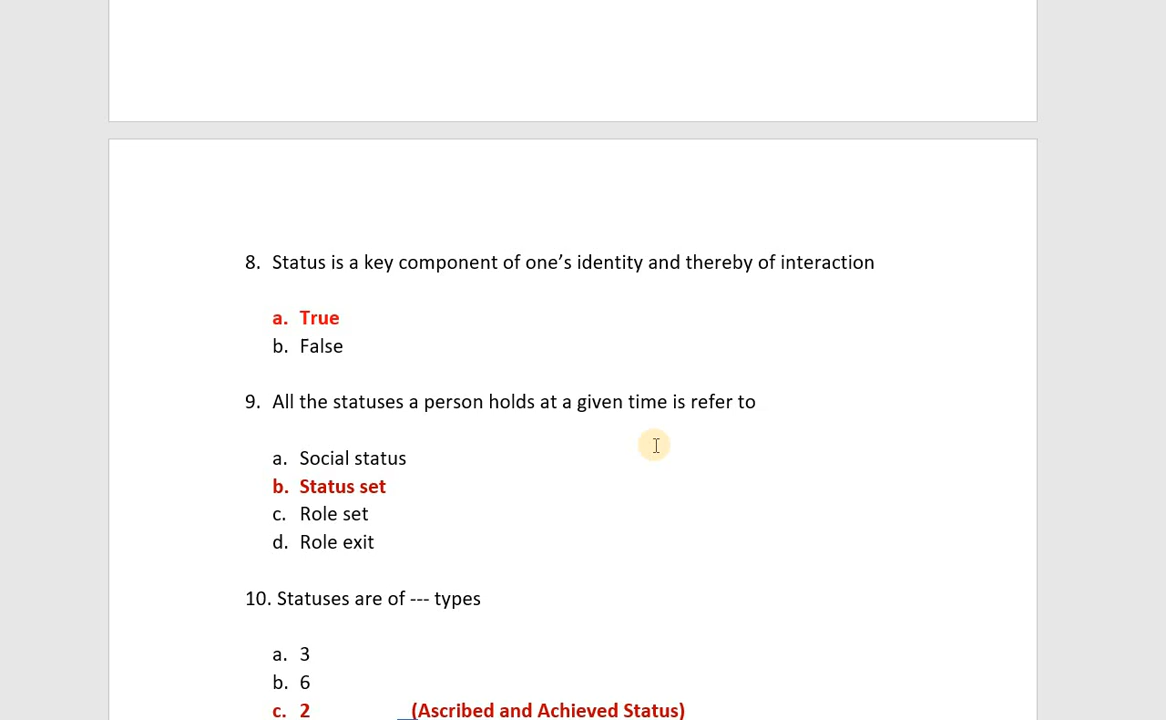 8. Status is a key component of one’s identity and thereby of interaction
a. True
b. False
9. All the statuses a person holds at a given time is refer to
a. Social status
b. Status set
c. Role set
d. Role exit
10. Statuses are of --- types
a. 3
b. 6
c. 2 (Ascribed and Achieved Status)